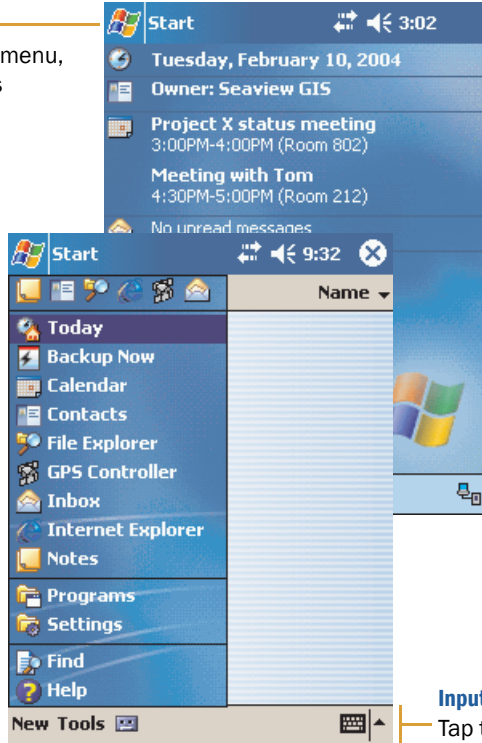 Start 3:02
menu,
s
Tuesday, February 10, 2004
Owner: Seaview GIS
Project X status meeting
3:00PM-4:00PM (Room 802)
Meeting with Tom
4:30PM-5:00PM (Room 212)
No unread messages
Start 9:32
Name
Today
Backup Now
Calendar
Contacts
File Explorer
GPS Controller
Inbox
Internet Explorer
Notes
Programs
Settings
Find
Help
New Tools
Input
Tap t